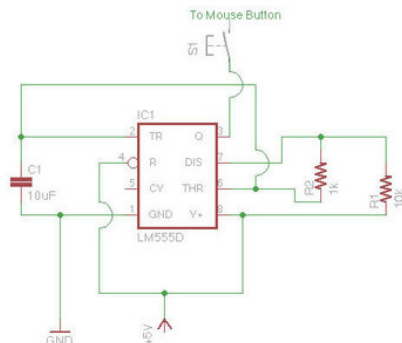 To Mouse Button
S1
IC1
2 TR Q 3
4 R DIS 7
5 CY THR 6
1 GND V+ 8
LM555D
C1
10uF
R2
1k
R1
10k
GND
+5V